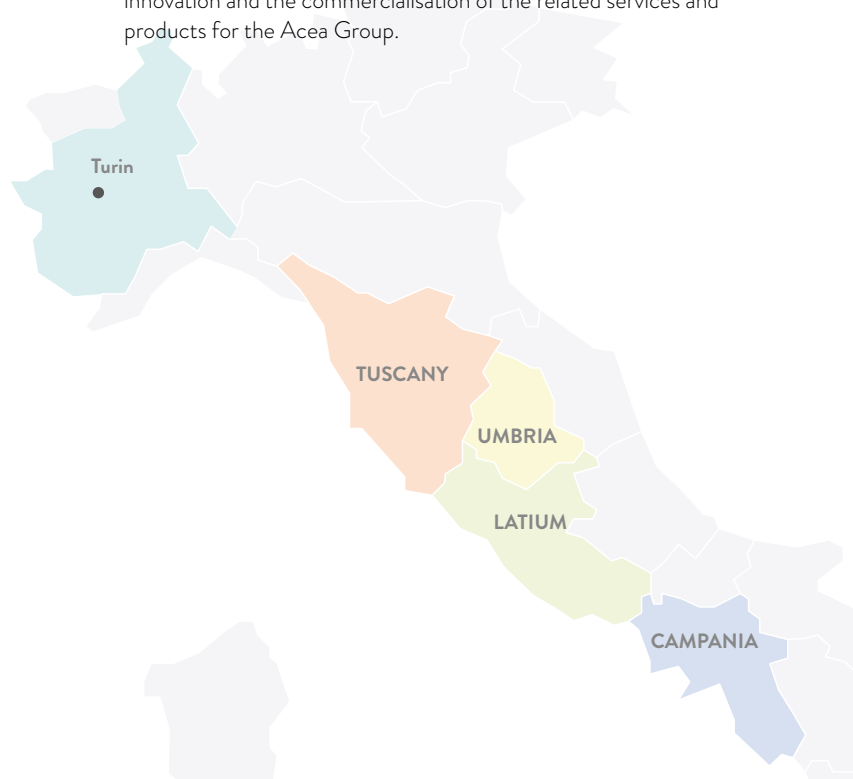 innovation and the commercialisation of the related services and
products for the Acea Group.
Turin
TUSCANY
UMBRIA
LATIUM
CAMPANIA